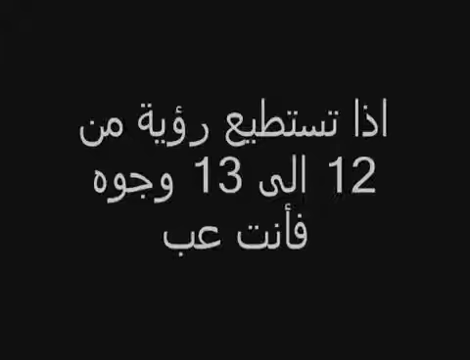 اذا تستطيع رؤية من
12 الى 13 وجوه
فأنت عب